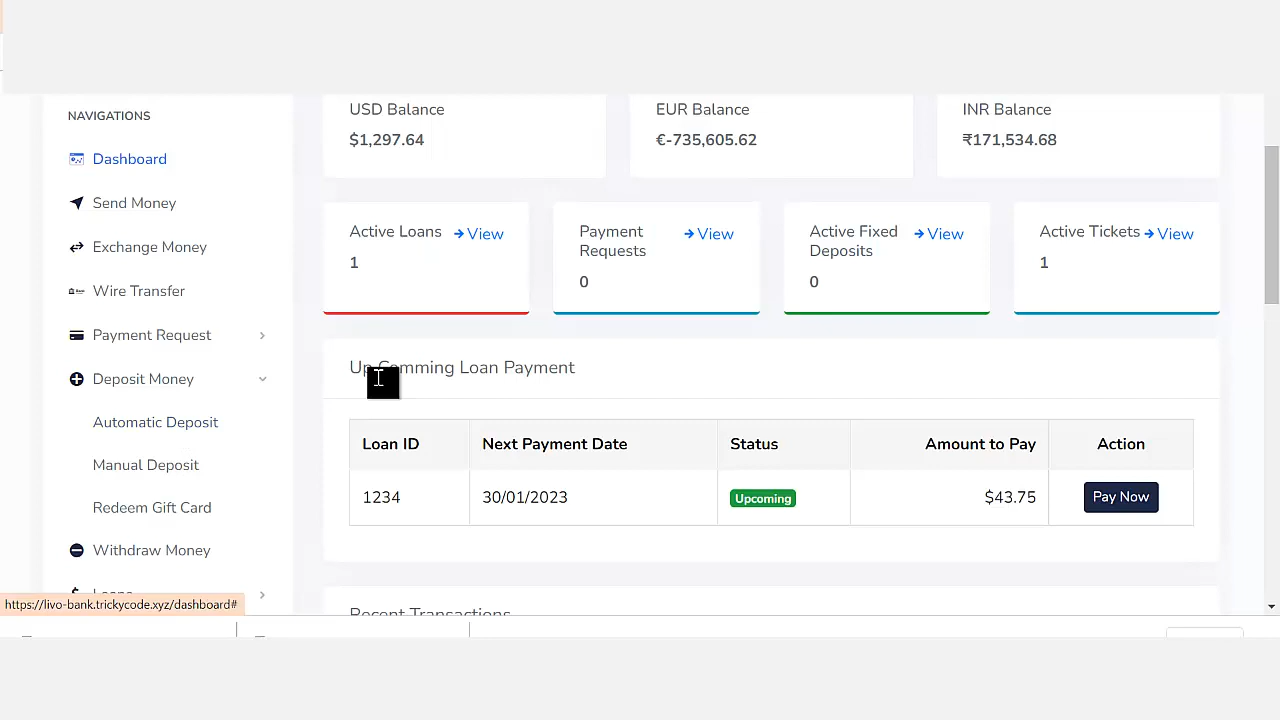 NAVIGATIONS
Dashboard
Send Money
Exchange Money
Wire Transfer
Payment Request
Deposit Money
Automatic Deposit
Manual Deposit
Redeem Gift Card
Withdraw Money
Loans
https://livo-bank.trickycode.xyz/dashboard#
USD Balance
$1,297.64
EUR Balance
€-735,605.62
INR Balance
₹171,534.68
Active Loans
View
1
Payment
Requests
View
0
Active Fixed
Deposits
View
0
Active Tickets
View
1
Up Comming Loan Payment
Loan ID Next Payment Date Status Amount to Pay Action
1234 30/01/2023 Upcoming $43.75 Pay Now
Recent Transactions